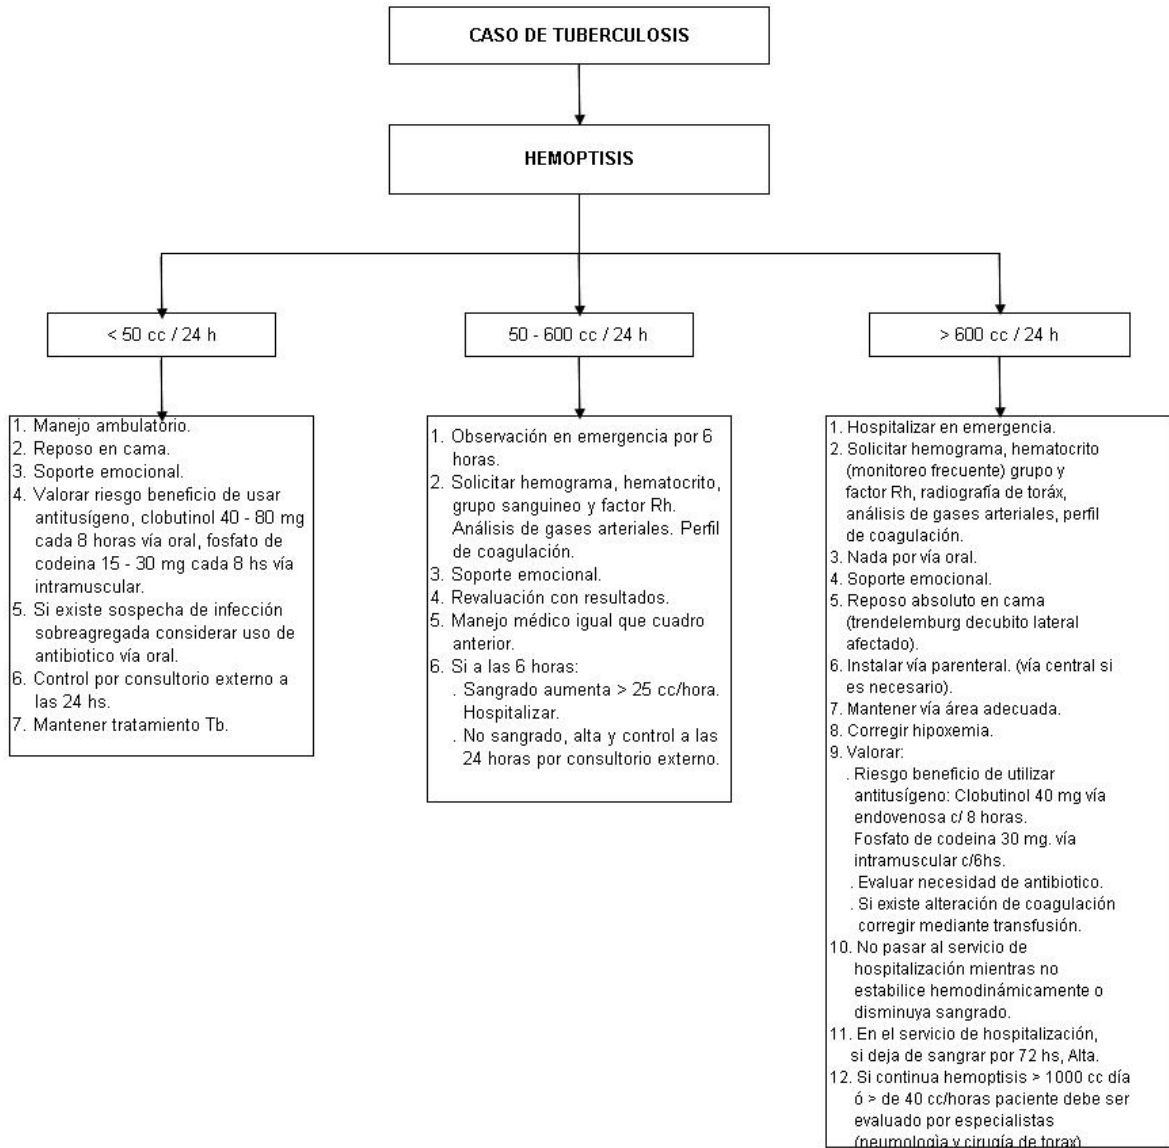 CASO DE TUBERCULOSIS
HEMOPTISIS
< 50 cc / 24 h
1. Manejo ambulatorio.
2. Reposo en cama.
3. Soporte emocional.
4. Valorar riesgo beneficio de usar
antitusígeno, clobutinol 40 - 80 mg
cada 8 horas vía oral, fosfato de
codeina 15 - 30 mg cada 8 hs vía
intramuscular.
5. Si existe sospecha de infección
sobreagregada considerar uso de
antibiotico vía oral.
6. Control por consultorio externo a
las 24 hs.
7. Mantener tratamiento Tb.
50 - 600 cc / 24 h
1. Observación en emergencia por 6
horas.
2. Solicitar hemograma, hematocrito,
grupo sanguineo y factor Rh.
Análisis de gases arteriales. Perfil
de coagulación.
3. Soporte emocional.
4. Revaluación con resultados.
5. Manejo médico igual que cuadro
anterior.
6. Si a las 6 horas:
. Sangrado aumenta > 25 cc/hora.
Hospitalizar.
. No sangrado, alta y control a las
24 horas por consultorio externo.
> 600 cc / 24 h
1. Hospitalizar en emergencia.
2. Solicitar hemograma, hematocrito
(monitoreo frecuente) grupo y
factor Rh, radiografía de toráx,
análisis de gases arteriales, perfil
de coagulación.
3. Nada por vía oral.
4. Soporte emocional.
5. Reposo absoluto en cama
(trendelemburg decubito lateral
afectado).
6. Instalar vía parenteral. (vía central si
es necesario).
7. Mantener vía área adecuada.
8. Corregir hipoxemia.
9. Valorar:
. Riesgo beneficio de utilizar
antitusígeno: Clobutinol 40 mg vía
endovenosa c/ 8 horas.
Fosfato de codeina 30 mg. vía
intramuscular c/6hs.
. Evaluar necesidad de antibiotico.
. Si existe alteración de coagulación
corregir mediante transfusión.
10. No pasar al servicio de
hospitalización mientras no
estabilice hemodinámicamente o
disminuya sangrado.
11. En el servicio de hospitalización,
si deja de sangrar por 72 hs, Alta.
12. Si continua hemoptisis > 1000 cc día
ó > de 40 cc/horas paciente debe ser
evaluado por especialistas
(neumología y cirugía de torax)